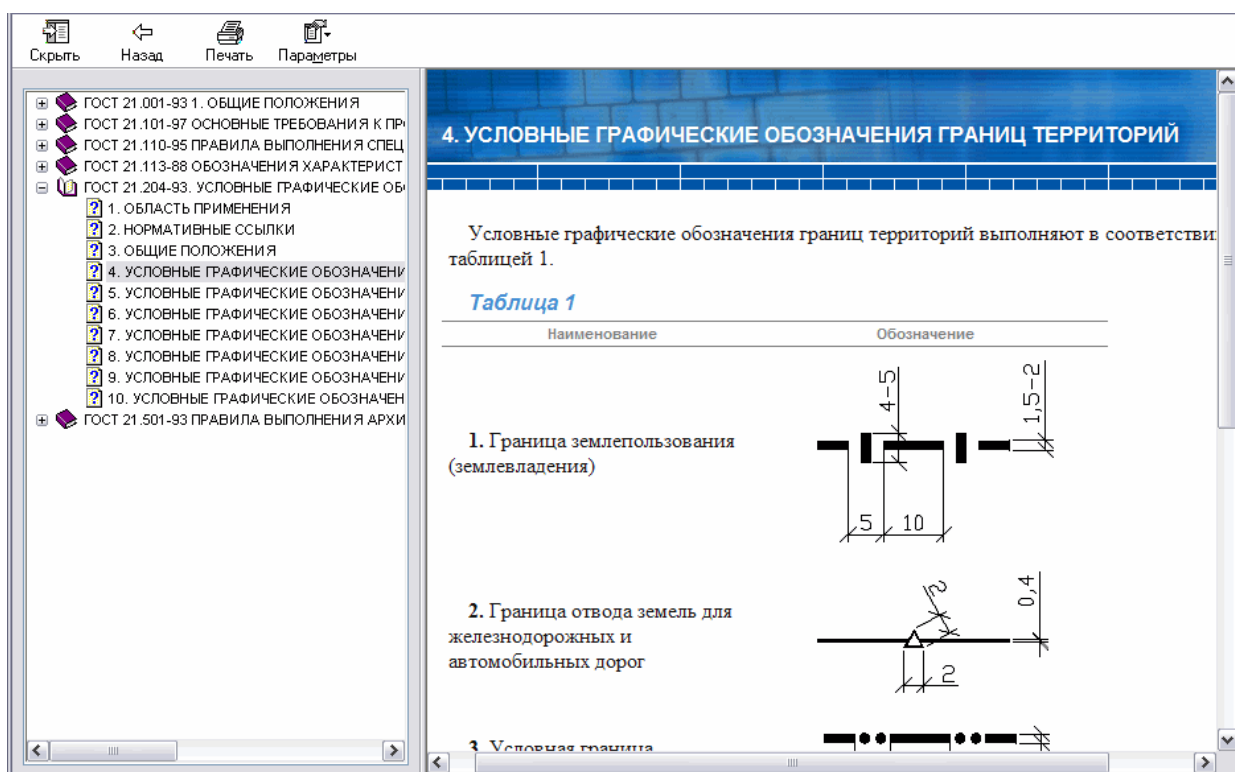 Скрыть Назад Печать Параметры
ГОСТ 21.001-93 1. ОБЩИЕ ПОЛОЖЕНИЯ
ГОСТ 21.101-97 ОСНОВНЫЕ ТРЕБОВАНИЯ К ПР
ГОСТ 21.110-95 ПРАВИЛА ВЫПОЛНЕНИЯ СПЕЦ
ГОСТ 21.113-88 ОБОЗНАЧЕНИЯ ХАРАКТЕРИСТ
ГОСТ 21.204-93. УСЛОВНЫЕ ГРАФИЧЕСКИЕ ОБ
1. ОБЛАСТЬ ПРИМЕНЕНИЯ
2. НОРМАТИВНЫЕ ССЫЛКИ
3. ОБЩИЕ ПОЛОЖЕНИЯ
4. УСЛОВНЫЕ ГРАФИЧЕСКИЕ ОБОЗНАЧЕНИ
5. УСЛОВНЫЕ ГРАФИЧЕСКИЕ ОБОЗНАЧЕНИ
6. УСЛОВНЫЕ ГРАФИЧЕСКИЕ ОБОЗНАЧЕНИ
7. УСЛОВНЫЕ ГРАФИЧЕСКИЕ ОБОЗНАЧЕНИ
8. УСЛОВНЫЕ ГРАФИЧЕСКИЕ ОБОЗНАЧЕНИ
9. УСЛОВНЫЕ ГРАФИЧЕСКИЕ ОБОЗНАЧЕНИ
10. УСЛОВНЫЕ ГРАФИЧЕСКИЕ ОБОЗНАЧЕН
ГОСТ 21.501-93 ПРАВИЛА ВЫПОЛНЕНИЯ АРХИ
4. УСЛОВНЫЕ ГРАФИЧЕСКИЕ ОБОЗНАЧЕНИЯ ГРАНИЦ ТЕРРИТОРИЙ
Условные графические обозначения границ территорий выполняют в соответстви
таблицей 1.
Таблица 1
Наименование Обозначение
1. Граница землепользования
(землевладения)
4-5
1,5-2
5 10
2. Граница отвода земель для
железнодорожных и
автомобильных дорог
2
0,4
2
3. Условная граница